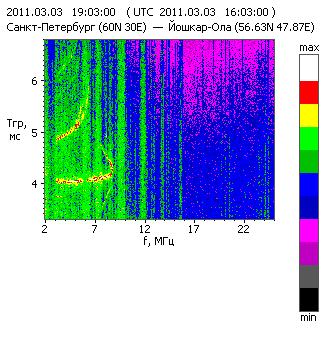 2011.03.03 19:03:00 (UTC 2011.03.03 16:03:00)
Санкт-Петербург (60N 30E) — Йошкар-Ола (56.63N 47.87E)
max
6
Tгр,
мс
5
4
2
7
12
17
22
f, МГц
min